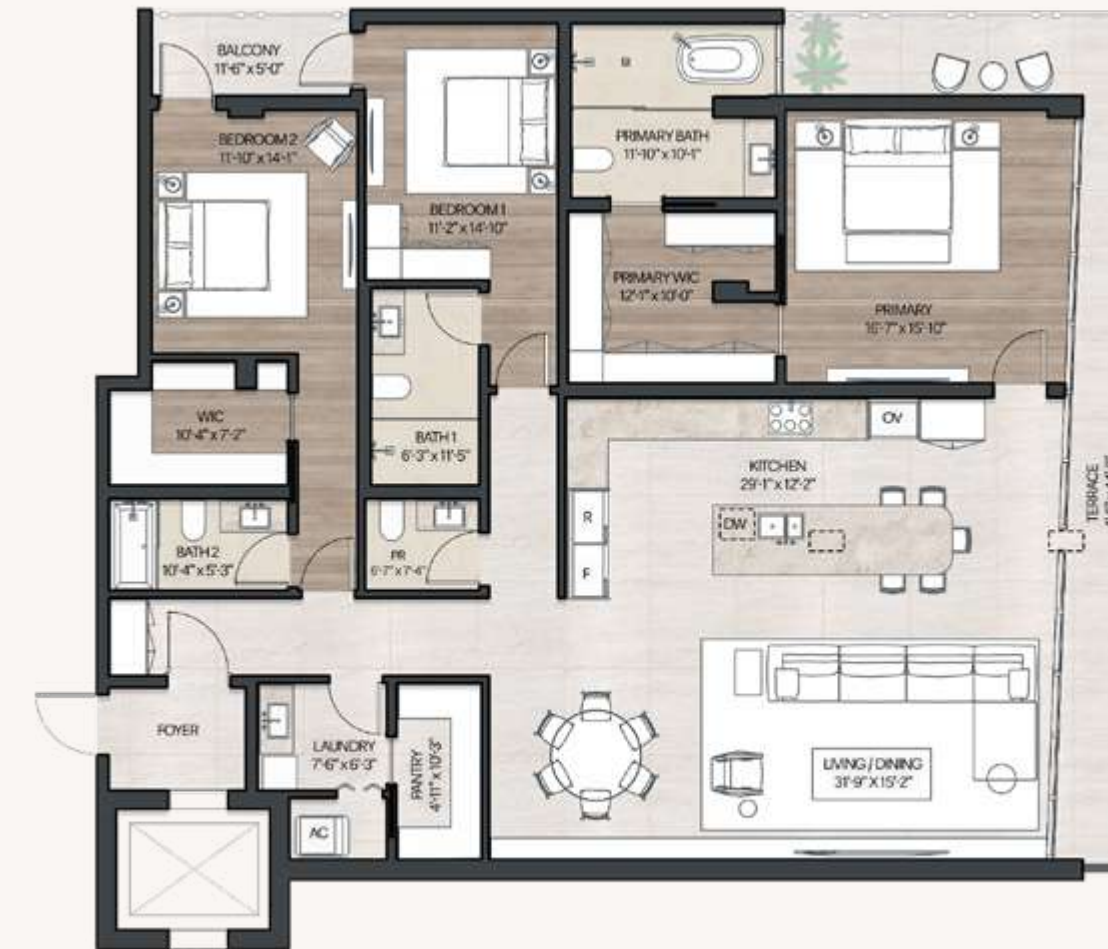 BALCONY
11'-6" x 5'-0"
BEDROOM 2
11'-10" x 14'-1"
BEDROOM 1
11'-2" x 14'-10"
PRIMARY BATH
11'-10" x 10'-1"
PRIMARY WIC
12'-1" x 10'-0"
PRIMARY
16'-7" x 15'-10"
WIC
10'-4" x 7'-2"
BATH 1
6'-3" x 11'-5"
OV
KITCHEN
29'-1" x 12'-2"
TERRACE
R
F
DW
BATH 2
10'-4" x 5'-3"
PR
6'-7" x 7'-4"
FOYER
LAUNDRY
7'-6" x 6'-3"
PANTRY
4'-11" x 10'-3"
AC
LIVING / DINING
31'-9" X 15'-2"